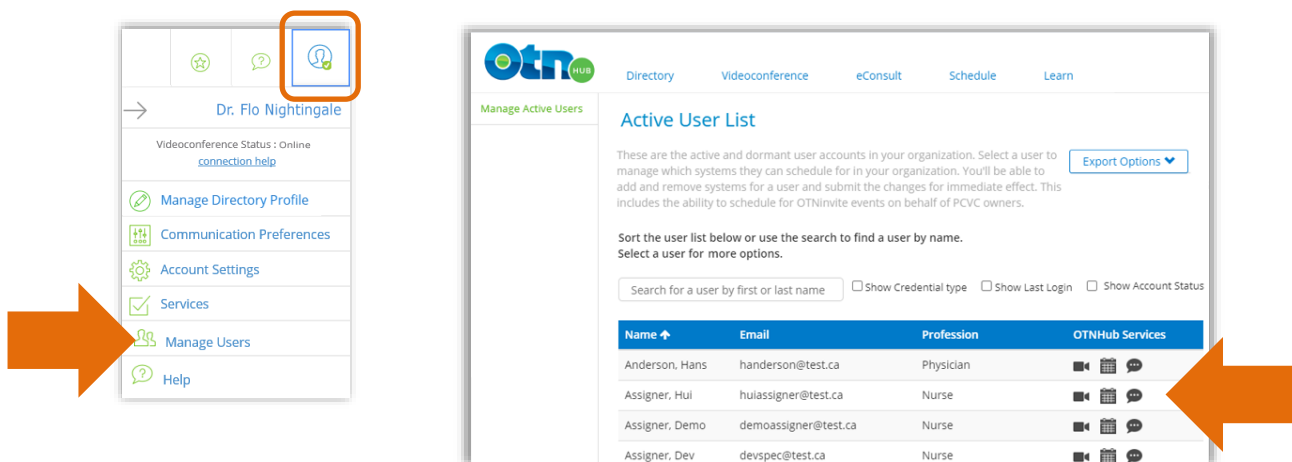 Dr. Flo Nightingale
Videoconference Status : Online
connection help
Manage Directory Profile
Communication Preferences
Account Settings
Services
Manage Users
Help
otn HUB
Directory Videoconference eConsult Schedule Learn
Manage Active Users
Active User List
These are the active and dormant user accounts in your organization. Select a user to
manage which systems they can schedule for in your organization. You'll be able to
add and remove systems for a user and submit the changes for immediate effect. This
includes the ability to schedule for OTNinvite events on behalf of PCVC owners.
Export Options
Sort the user list below or use the search to find a user by name.
Select a user for more options.
Search for a user by first or last name Show Credential type Show Last Login Show Account Status
Name Email Profession OTNHub Services
Anderson, Hans handerson@test.ca Physician
Assigner, Hui huiassigner@test.ca Nurse
Assigner, Demo demoassigner@test.ca Nurse
Assigner, Dev devspec@test.ca Nurse